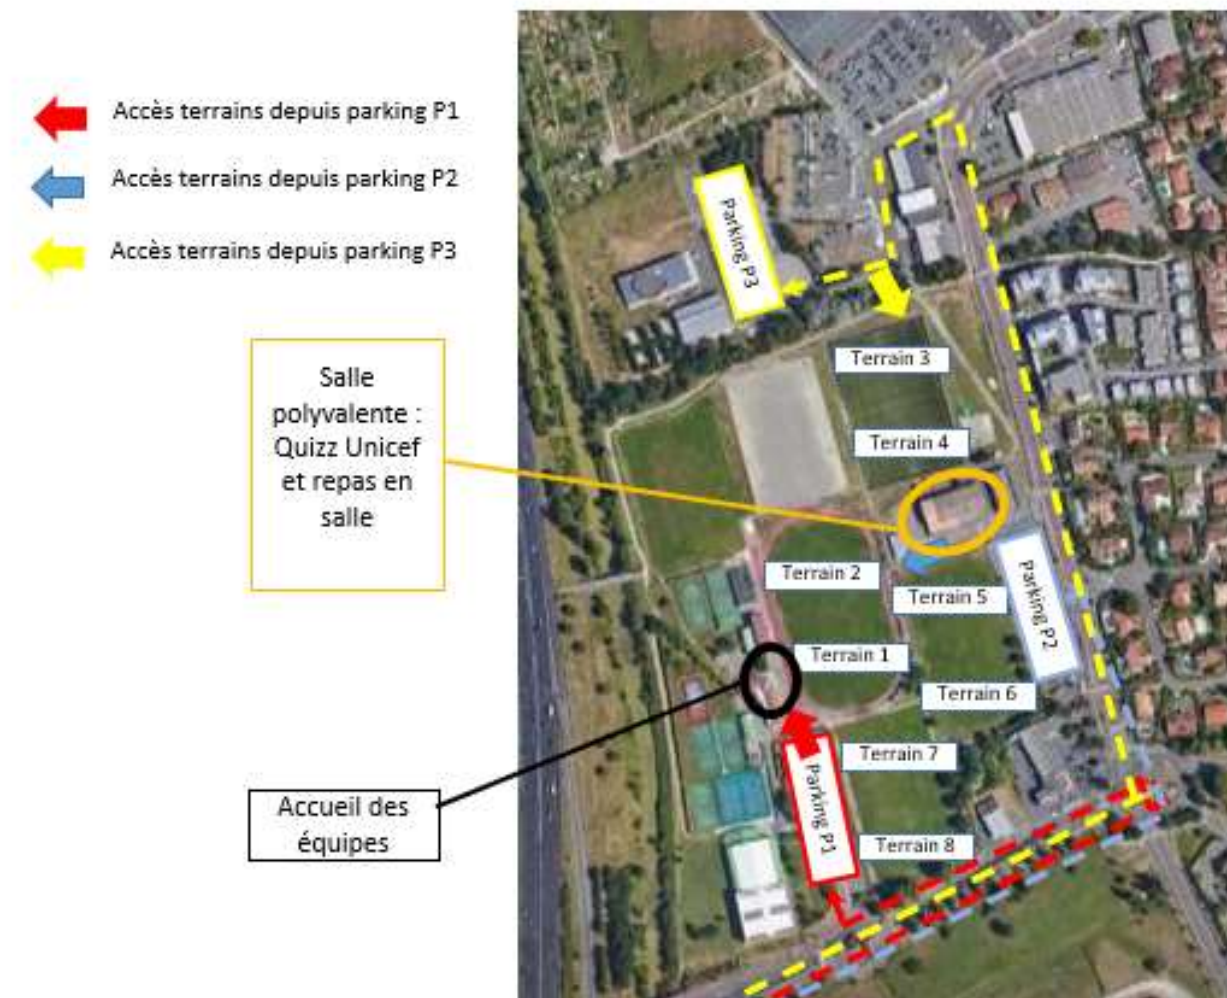 Accès terrains depuis parking P1
Accès terrains depuis parking P2
Accès terrains depuis parking P3
Salle
polyvalente :
Quizz Unicef
et repas en
salle
Accueil des
équipes
Parking P3
Terrain 3
Terrain 4
Terrain 2
Terrain 5
Parking P2
Terrain 1
Terrain 6
Terrain 7
Parking P1
Terrain 8